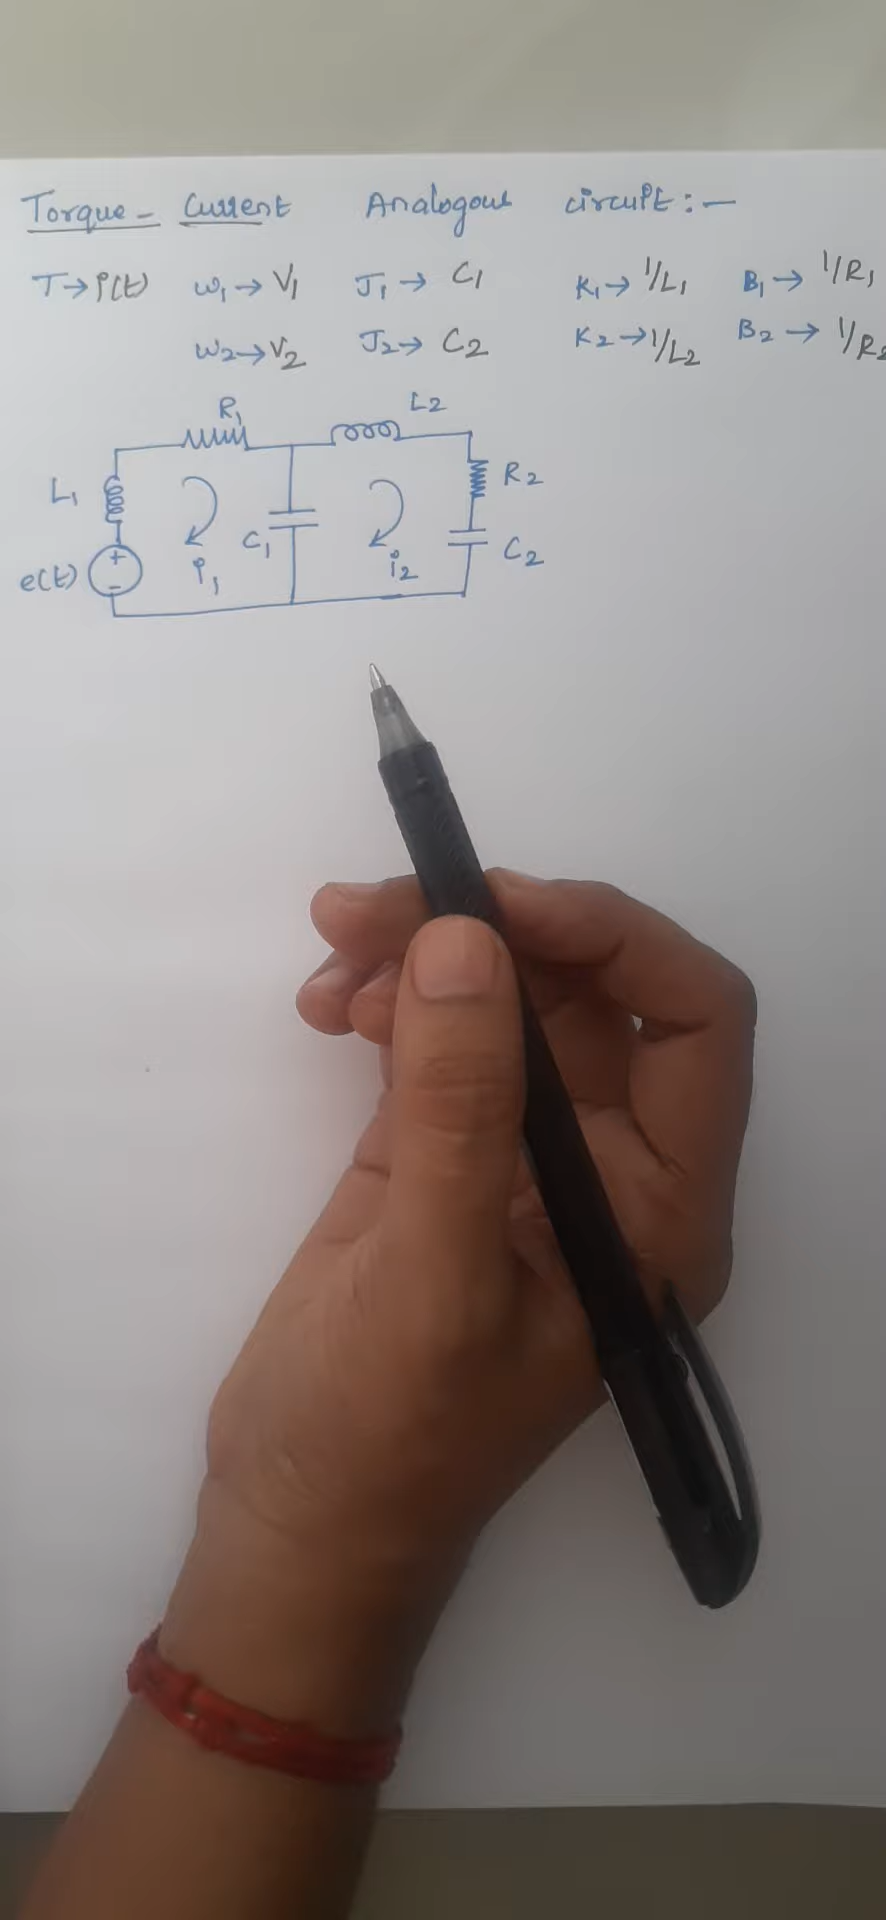 Torque - Current Analogous circuit :-
T→i(t) ω₁→V₁ J₁→C₁ K₁→1/L₁ B₁→1/R₁
ω₂→V₂ J₂→C₂ K₂→1/L₂ B₂→1/R₂
R₁ L₂
L₁ R₂
e(t) + - i₁ C₁ i₂ C₂